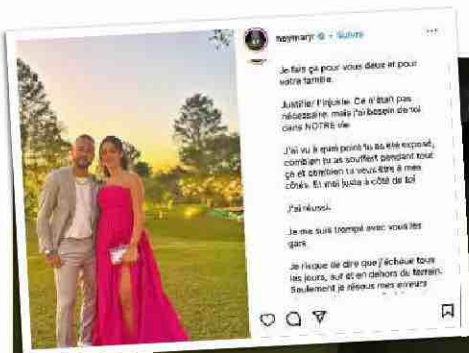 neymarjr • Suivre
Je fais ça pour vous deux et pour
votre famille.
Justifier l'injuste. Ce n'était pas
nécessaire, mais j'ai besoin de toi
dans NOTRE vie
J'ai vu à quel point tu as été exposé,
combien tu as souffert pendant tout
ça et combien tu veux être à mes
côtés. Et moi juste à côté de toi
J'ai réussi.
Je me suis trompé avec vous les
gars
Je risque de dire que j'échoue tous
les jours, sur et en dehors du terrain.
Seulement je résous mes erreurs